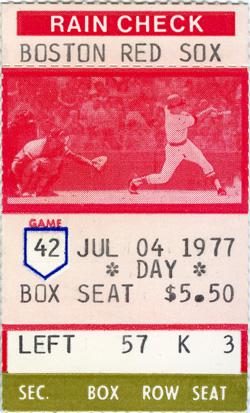 RAIN CHECK
BOSTON RED SOX
GAME
42 JUL 04 1977
* DAY *
BOX SEAT $5.50
LEFT 57 K 3
SEC. BOX ROW SEAT